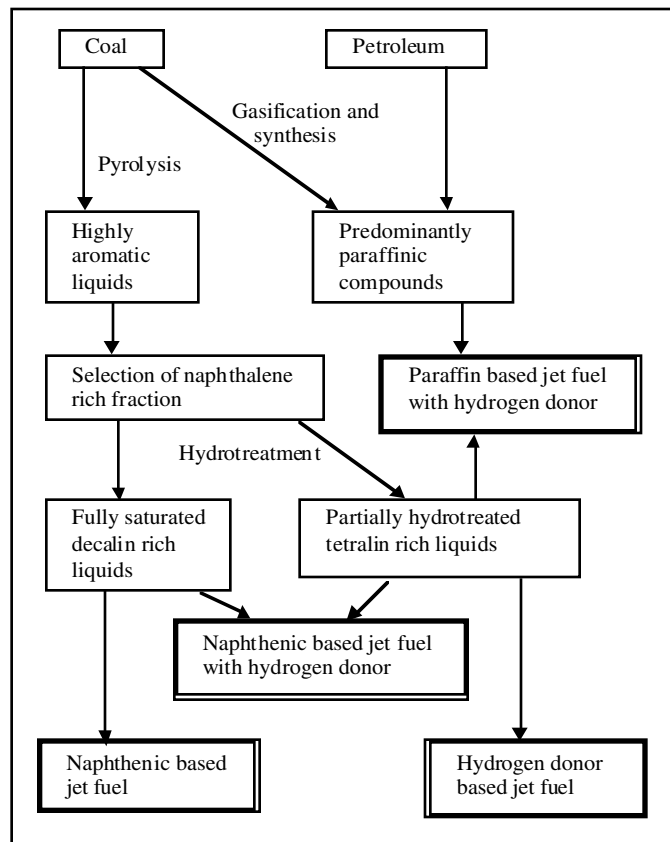 Coal
Petroleum
Gasification and
synthesis
Pyrolysis
Highly
aromatic
liquids
Predominantly
paraffinic
compounds
Selection of naphthalene
rich fraction
Paraffin based jet fuel
with hydrogen donor
Hydrotreatment
Fully saturated
decalin rich
liquids
Partially hydrotreated
tetralin rich liquids
Naphthenic based jet fuel
with hydrogen donor
Naphthenic based
jet fuel
Hydrogen donor
based jet fuel